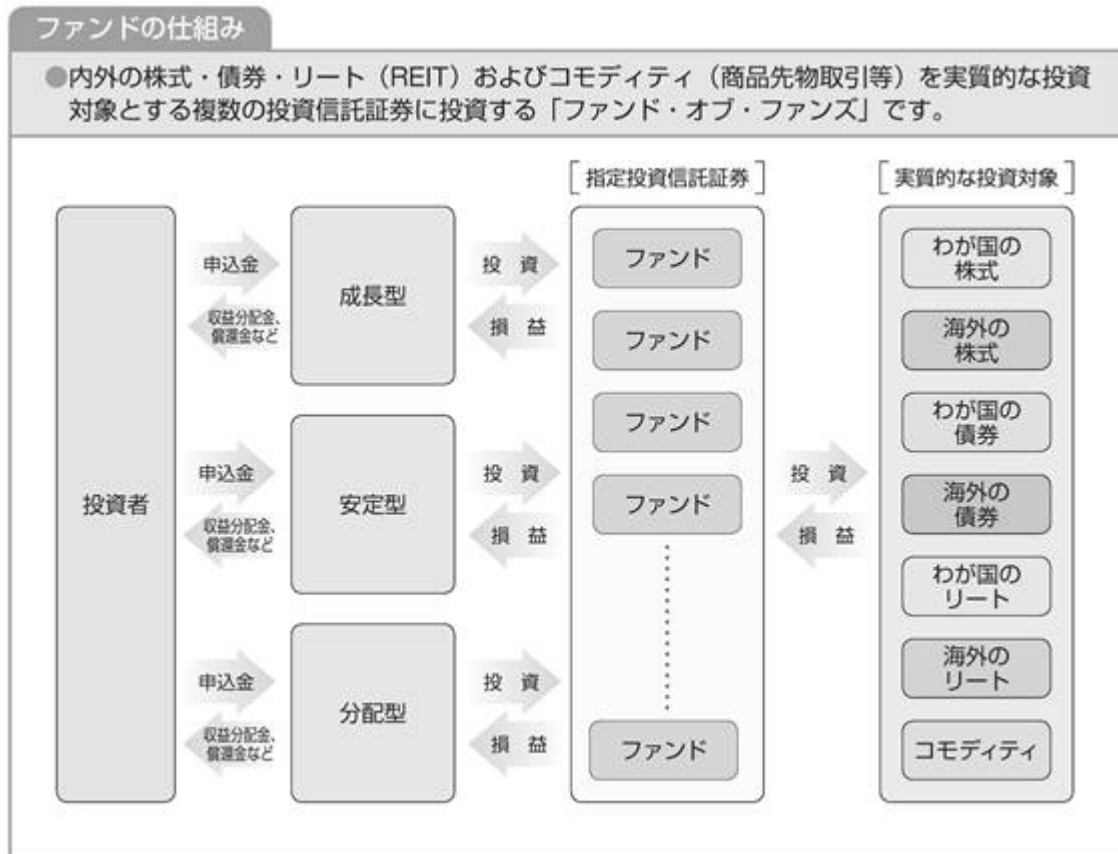 ファンドの仕組み
●内外の株式・債券・リート（REIT）およびコモディティ（商品先物取引等）を実質的な投資
対象とする複数の投資信託証券に投資する「ファンド・オブ・ファンズ」です。
指定投資信託証券
実質的な投資対象
投資者
申込金
収益分配金、
償還金など
成長型
投 資
損 益
申込金
収益分配金、
償還金など
安定型
投 資
損 益
申込金
収益分配金、
償還金など
分配型
投 資
損 益
ファンド
ファンド
ファンド
ファンド
ファンド
投 資
損 益
わが国の
株式
海外の
株式
わが国の
債券
海外の
債券
わが国の
リート
海外の
リート
コモディティ